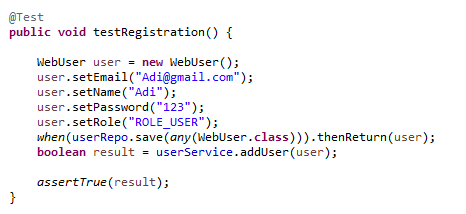 @Test
public void testRegistration() {
WebUser user = new WebUser();
user.setEmail("Adi@gmail.com");
user.setName("Adi");
user.setPassword("123");
user.setRole("ROLE_USER");
when(userRepo.save(any(WebUser.class))).thenReturn(user);
boolean result = userService.addUser(user);
assertTrue(result);
}